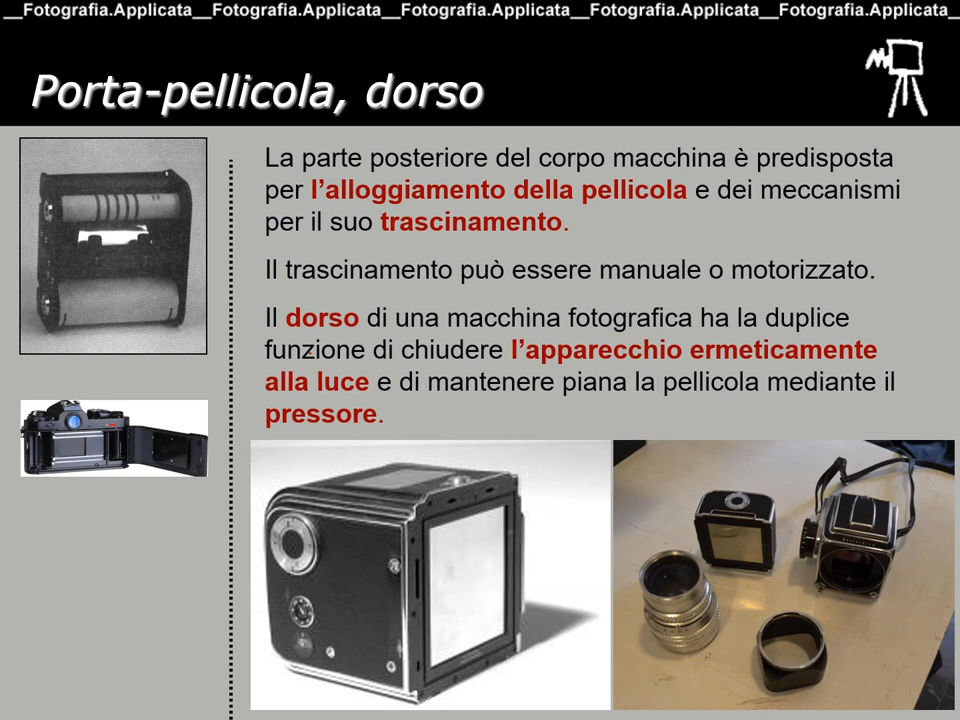 __Fotografia.Applicata__Fotografia.Applicata__Fotografia.Applicata__Fotografia.Applicata__Fotografia.Applicata_
Porta-pellicola, dorso
La parte posteriore del corpo macchina è predisposta
per l’alloggiamento della pellicola e dei meccanismi
per il suo trascinamento.
Il trascinamento può essere manuale o motorizzato.
Il dorso di una macchina fotografica ha la duplice
funzione di chiudere l’apparecchio ermeticamente
alla luce e di mantenere piana la pellicola mediante il
pressore.